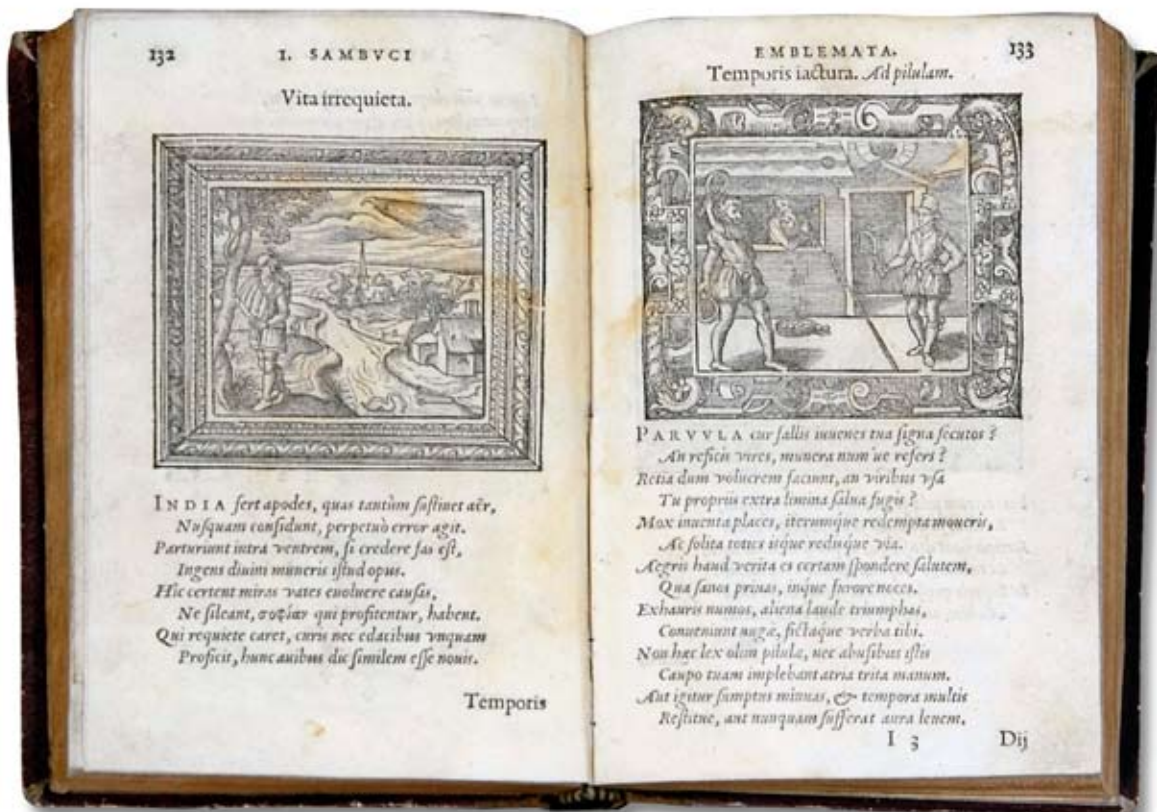 132
I. SAMBVCI
Vita irrequieta.
INDIA fert apodes, quas tantùm sustinet aër,
Nusquam considunt, perpetuò error agit.
Parturiunt intra ventrem, si credere fas est,
Ingens diuini muneris istud opus.
Hîc certent miras vates euoluere causas,
Ne sileant, σοφίαν qui profitentur, habent.
Qui requiete caret, curis nec edacibus vnquam
Proficit, hunc auibus dic similem esse nouis.
Temporis
EMBLEMATA.
133
Temporis iactura. Ad pilulam.
PARVVLA cur fallis iuuenes tua signa secutos?
An reficis vires, munera num'ue refers?
Retia dum volucrem faciunt, an viribus vsa
Tu propriis extra limina salua fugis?
Mox inuenta places, iterumque redempta moueris,
Ac solita toties isque redisque via.
Aegris haud verita es certam spondere salutem,
Qua sanos priuas, inque furore neces.
Exhauris numos, aliena laude triumphas,
Conueniunt nugæ, fictaque verba tibi.
Non hæc lex olim pilulæ, nec abusibus istis
Caupo tuam implebant atria trita manum.
Aut igitur sumptus minuas, & tempora multis
Restitue, aut nunquam sufferat aura leuem.
I 3
Dij